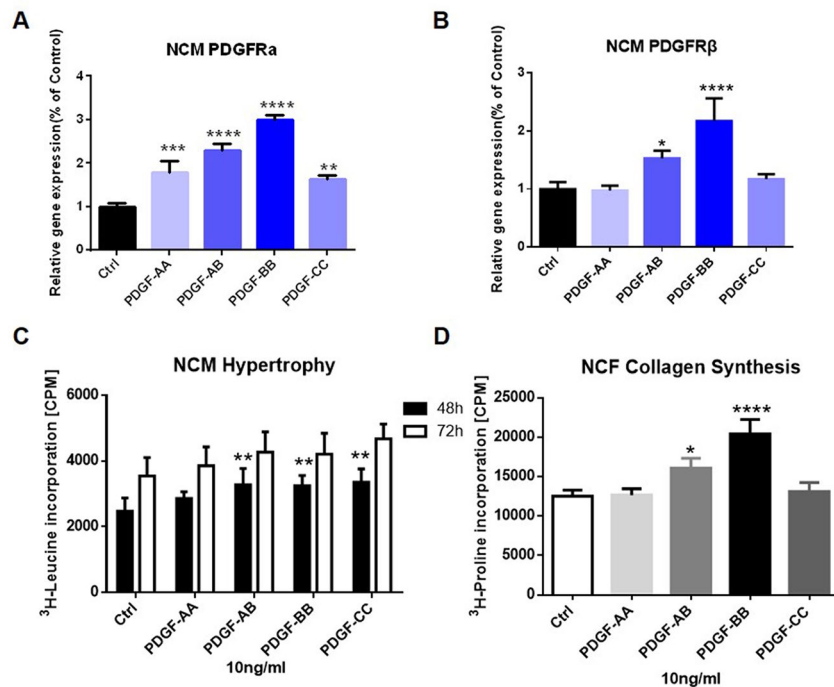 A
NCM PDGFRa
Relative gene expression(% of Control)
4
3
2
1
0
***
****
****
**
Ctrl
PDGF-AA
PDGF-AB
PDGF-BB
PDGF-CC
B
NCM PDGFRβ
Relative gene expression(% of Control)
3
2
1
0
*
****
Ctrl
PDGF-AA
PDGF-AB
PDGF-BB
PDGF-CC
C
NCM Hypertrophy
³H-Leucine incorporation [CPM]
6000
4000
2000
0
**
**
**
48h
72h
Ctrl
PDGF-AA
PDGF-AB
PDGF-BB
PDGF-CC
10ng/ml
D
NCF Collagen Synthesis
³H-Proline incorporation [CPM]
25000
20000
15000
10000
5000
0
*
****
Ctrl
PDGF-AA
PDGF-AB
PDGF-BB
PDGF-CC
10ng/ml